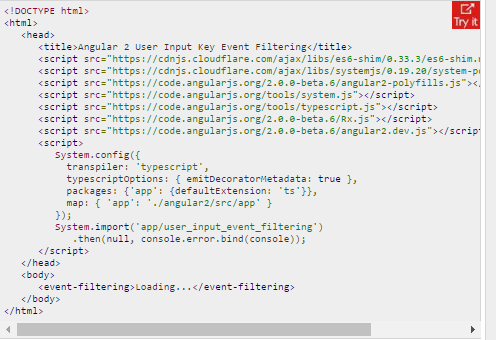 <!DOCTYPE html>
Try it
<html>
<head>
<title>Angular 2 User Input Key Event Filtering</title>
<script src="https://cdnjs.cloudflare.com/ajax/libs/es6-shim/0.33.3/es6-shim.
<script src="https://cdnjs.cloudflare.com/ajax/libs/systemjs/0.19.20/system-p
<script src="https://code.angularjs.org/2.0.0-beta.6/angular2-polyfills.js"></
<script src="https://code.angularjs.org/tools/system.js"></script>
<script src="https://code.angularjs.org/tools/typescript.js"></script>
<script src="https://code.angularjs.org/2.0.0-beta.6/Rx.js"></script>
<script src="https://code.angularjs.org/2.0.0-beta.6/angular2.dev.js"></script
<script>
System.config({
transpiler: 'typescript',
typescriptOptions: { emitDecoratorMetadata: true },
packages: {'app': {defaultExtension: 'ts'}},
map: { 'app': './angular2/src/app' }
});
System.import('app/user_input_event_filtering')
.then(null, console.error.bind(console));
</script>
</head>
<body>
<event-filtering>Loading...</event-filtering>
</body>
</html>